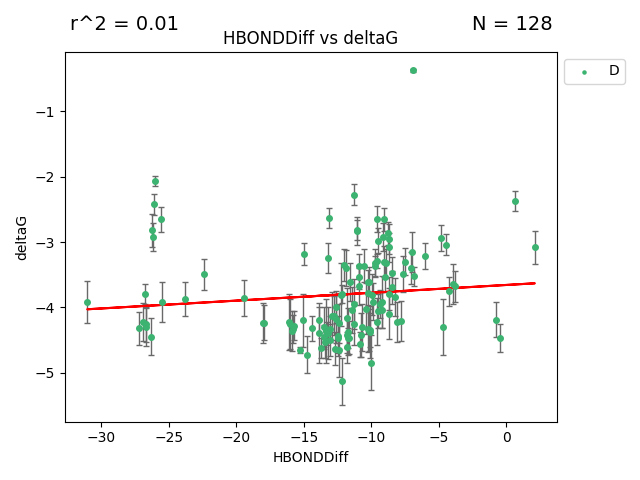 r^2 = 0.01
N = 128
HBONDDiff vs deltaG
D
deltaG
−1
−2
−3
−4
−5
−30 −25 −20 −15 −10 −5 0
HBONDDiff